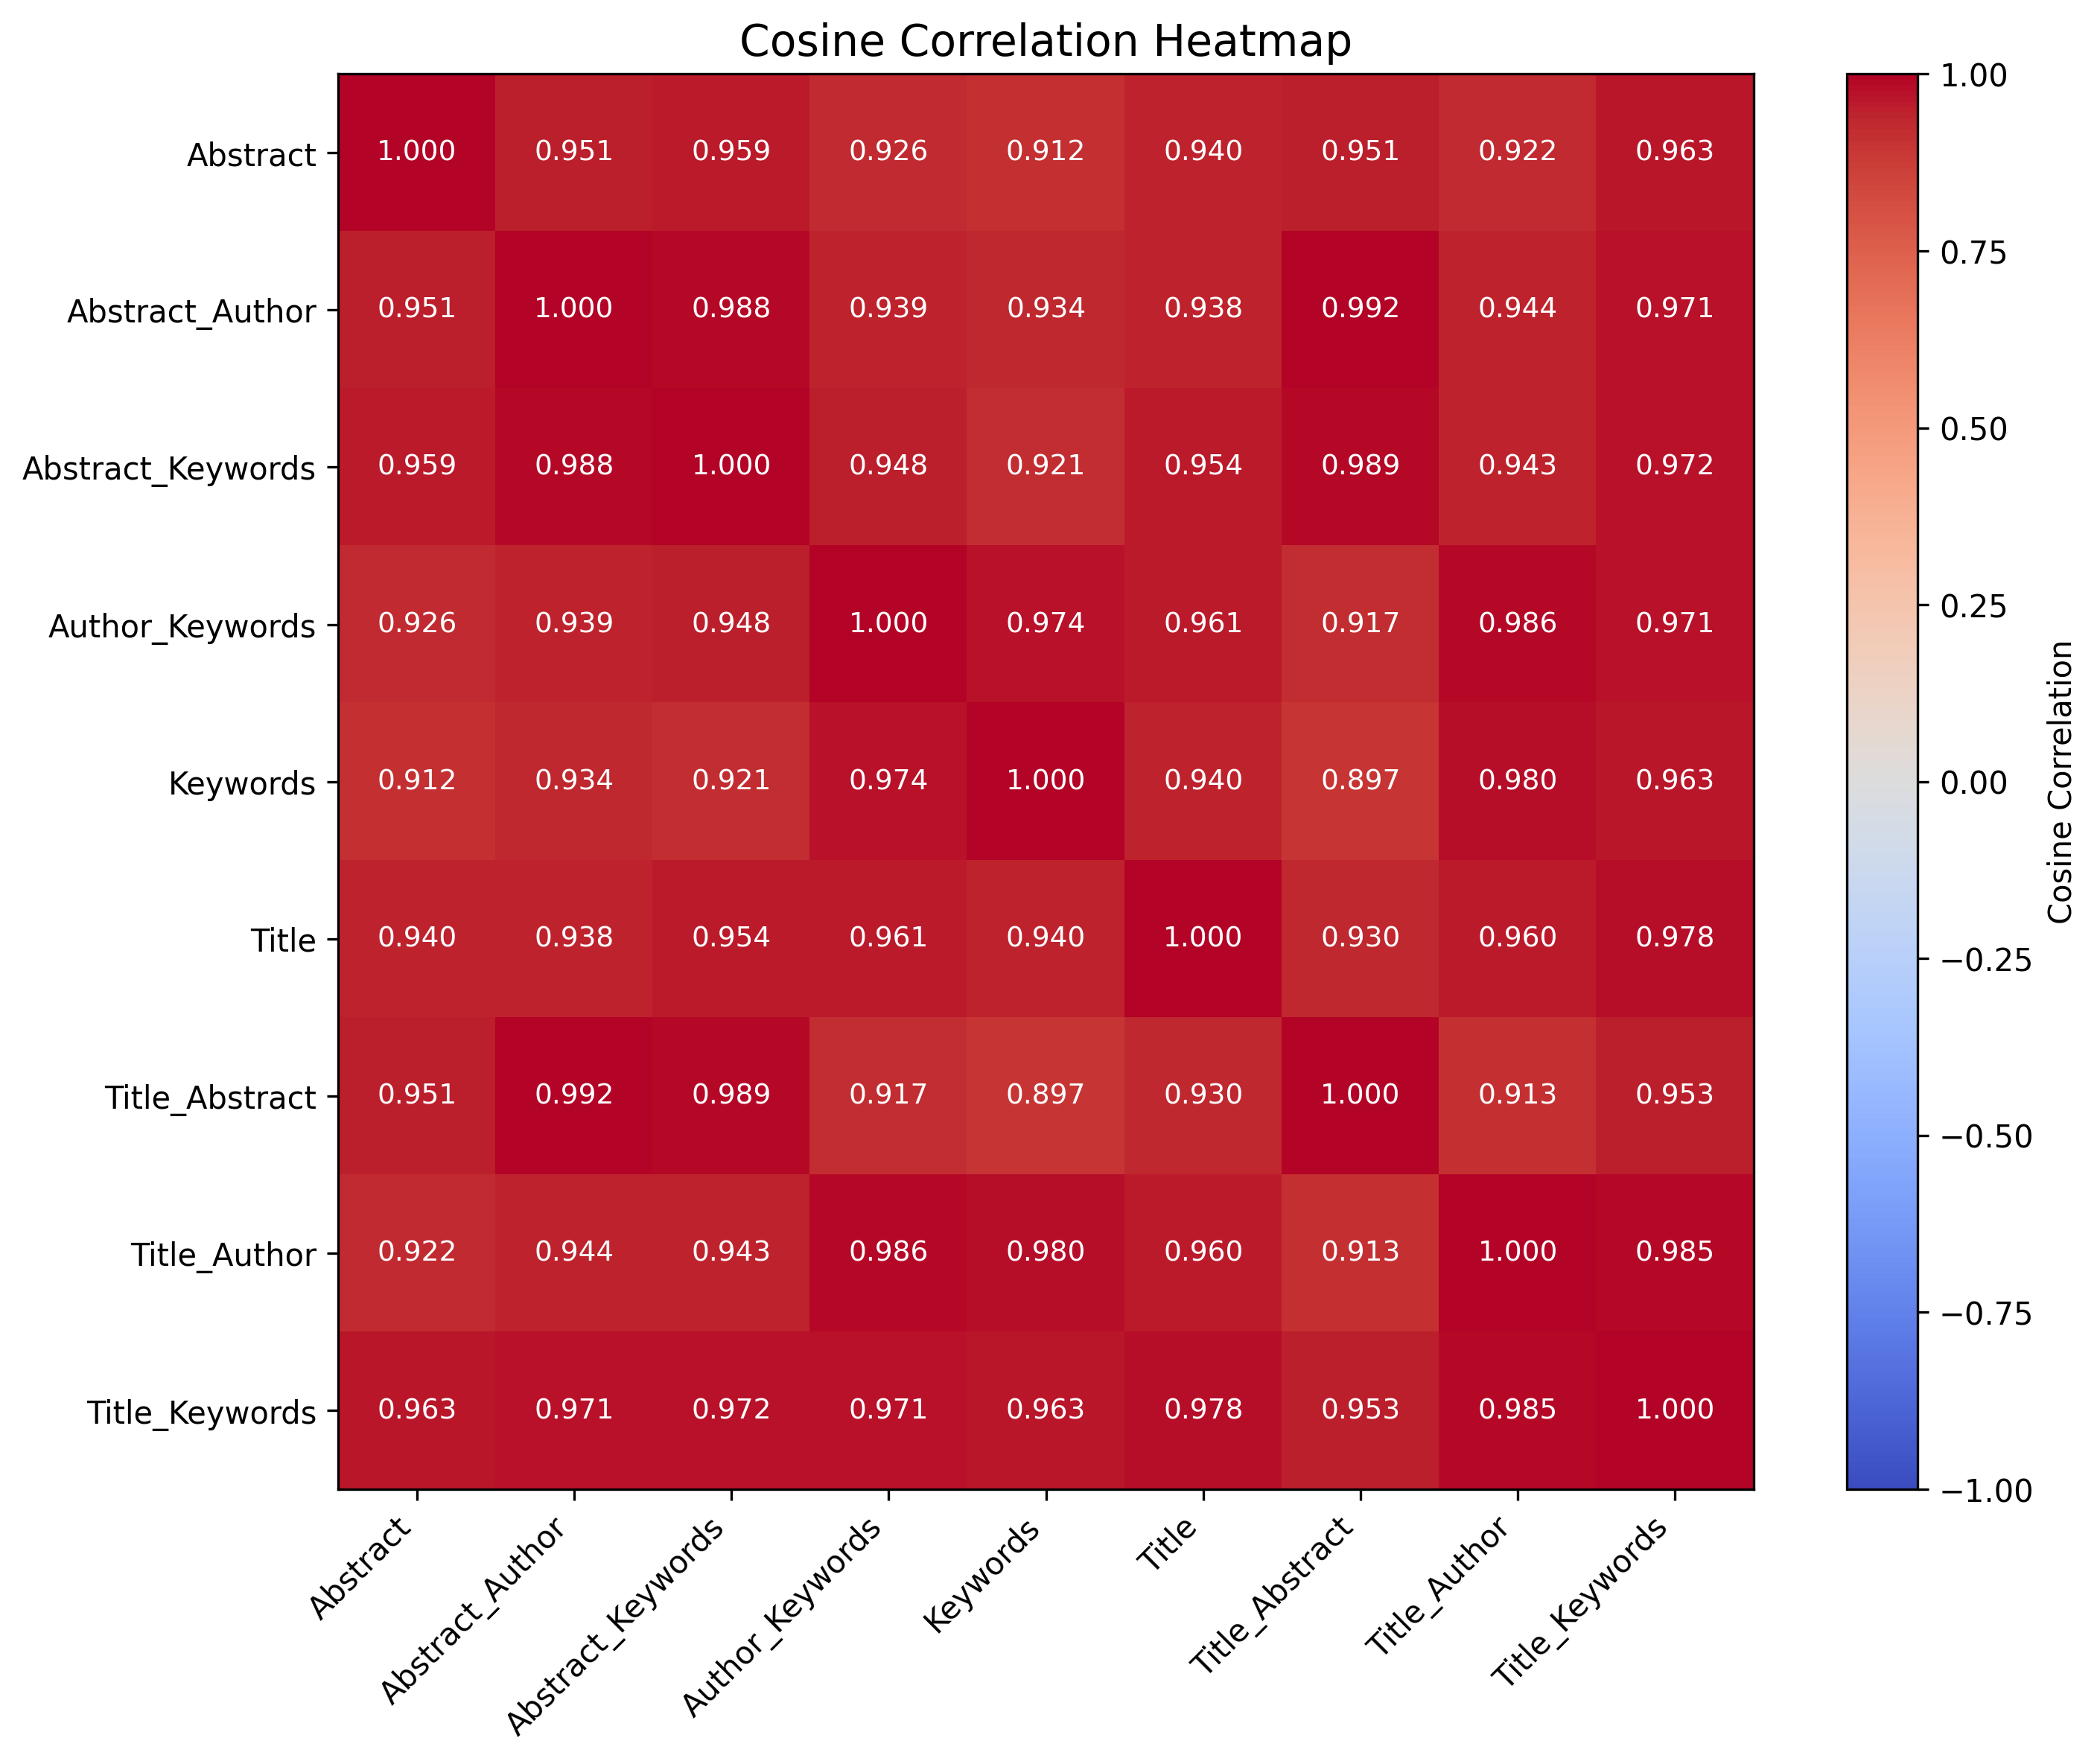 Cosine Correlation Heatmap
Abstract 1.000 0.951 0.959 0.926 0.912 0.940 0.951 0.922 0.963
Abstract_Author 0.951 1.000 0.988 0.939 0.934 0.938 0.992 0.944 0.971
Abstract_Keywords 0.959 0.988 1.000 0.948 0.921 0.954 0.989 0.943 0.972
Author_Keywords 0.926 0.939 0.948 1.000 0.974 0.961 0.917 0.986 0.971
Keywords 0.912 0.934 0.921 0.974 1.000 0.940 0.897 0.980 0.963
Title 0.940 0.938 0.954 0.961 0.940 1.000 0.930 0.960 0.978
Title_Abstract 0.951 0.992 0.989 0.917 0.897 0.930 1.000 0.913 0.953
Title_Author 0.922 0.944 0.943 0.986 0.980 0.960 0.913 1.000 0.985
Title_Keywords 0.963 0.971 0.972 0.971 0.963 0.978 0.953 0.985 1.000
Abstract
Abstract_Author
Abstract_Keywords
Author_Keywords
Keywords
Title
Title_Abstract
Title_Author
Title_Keywords
1.00
0.75
0.50
0.25
0.00
−0.25
−0.50
−0.75
−1.00
Cosine Correlation